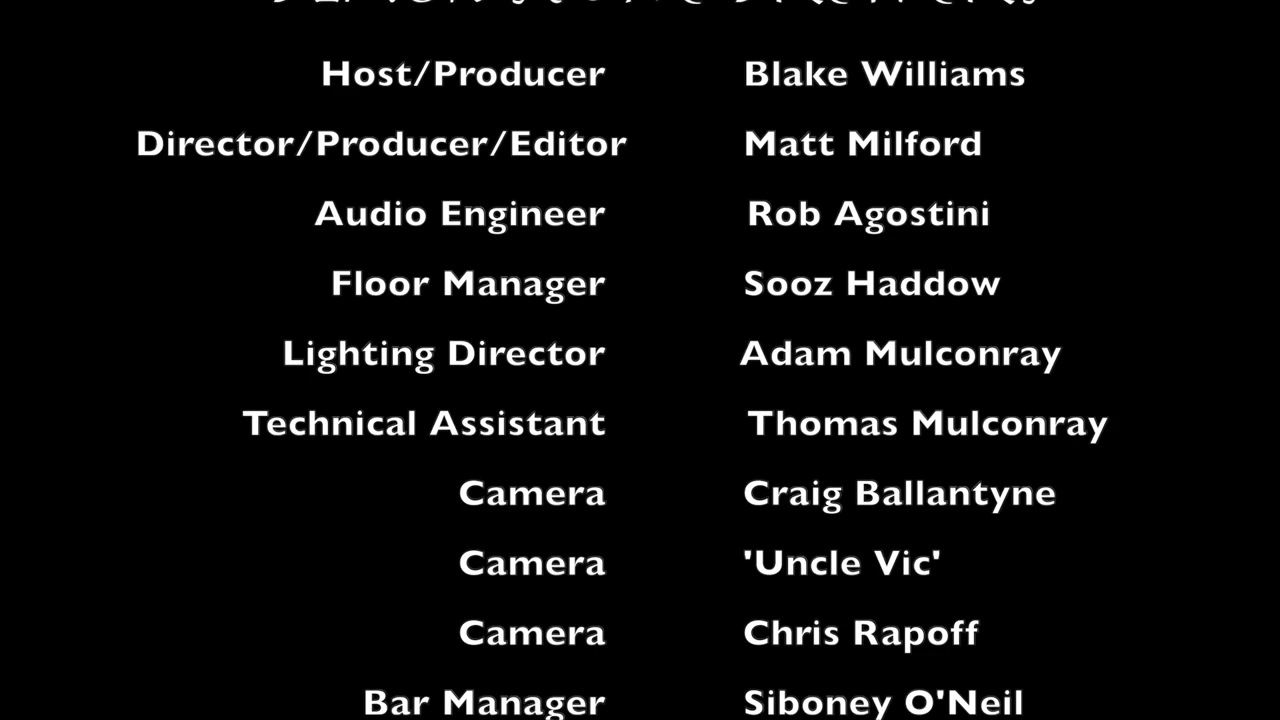 Host/Producer Blake Williams
Director/Producer/Editor Matt Milford
Audio Engineer Rob Agostini
Floor Manager Sooz Haddow
Lighting Director Adam Mulconray
Technical Assistant Thomas Mulconray
Camera Craig Ballantyne
Camera 'Uncle Vic'
Camera Chris Rapoff
Bar Manager Siboney O'Neil